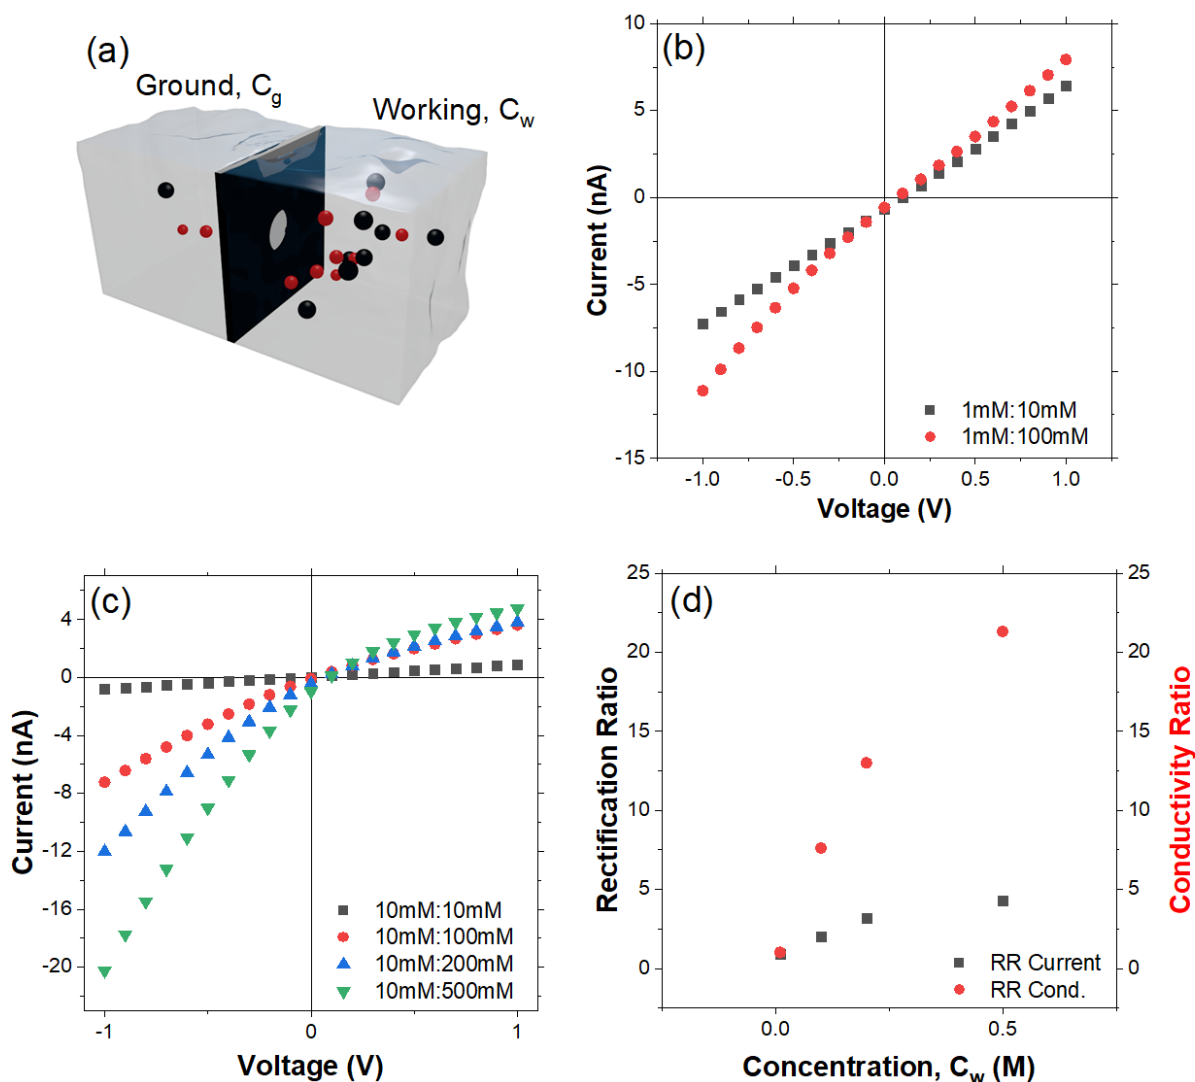 (a)
Ground, Cg
Working, Cw
(b)
10
5
0
-5
-10
-15
Current (nA)
1mM:10mM
1mM:100mM
-1.0 -0.5 0.0 0.5 1.0
Voltage (V)
(c)
4
0
-4
-8
-12
-16
-20
Current (nA)
10mM:10mM
10mM:100mM
10mM:200mM
10mM:500mM
-1 0 1
Voltage (V)
(d)
25 25
20 20
15 15
10 10
5 5
0 0
Rectification Ratio
Conductivity Ratio
RR Current
RR Cond.
0.0 0.5
Concentration, Cw (M)